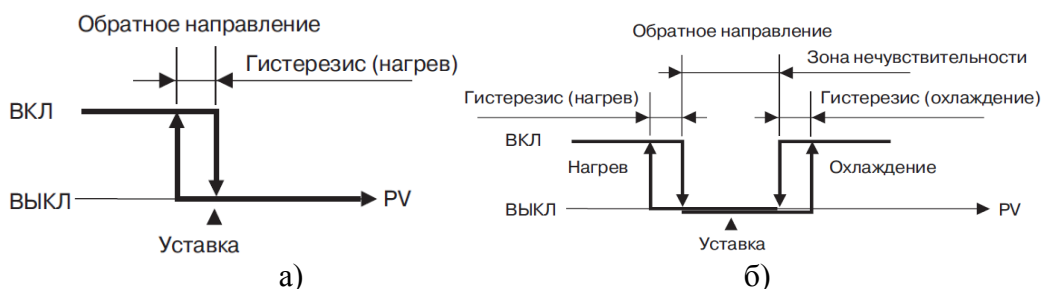 Обратное направление
Гистерезис (нагрев)
ВКЛ
ВЫКЛ
PV
Уставка
а)
Обратное направление
Зона нечувствительности
Гистерезис (нагрев)
Гистерезис (охлаждение)
ВКЛ
Нагрев
Охлаждение
ВЫКЛ
PV
Уставка
б)